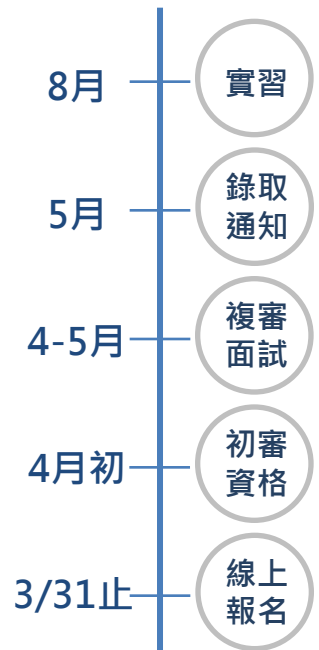 8月
實習
5月
錄取
通知
4-5月
複審
面試
4月初
初審
資格
3/31止
線上
報名